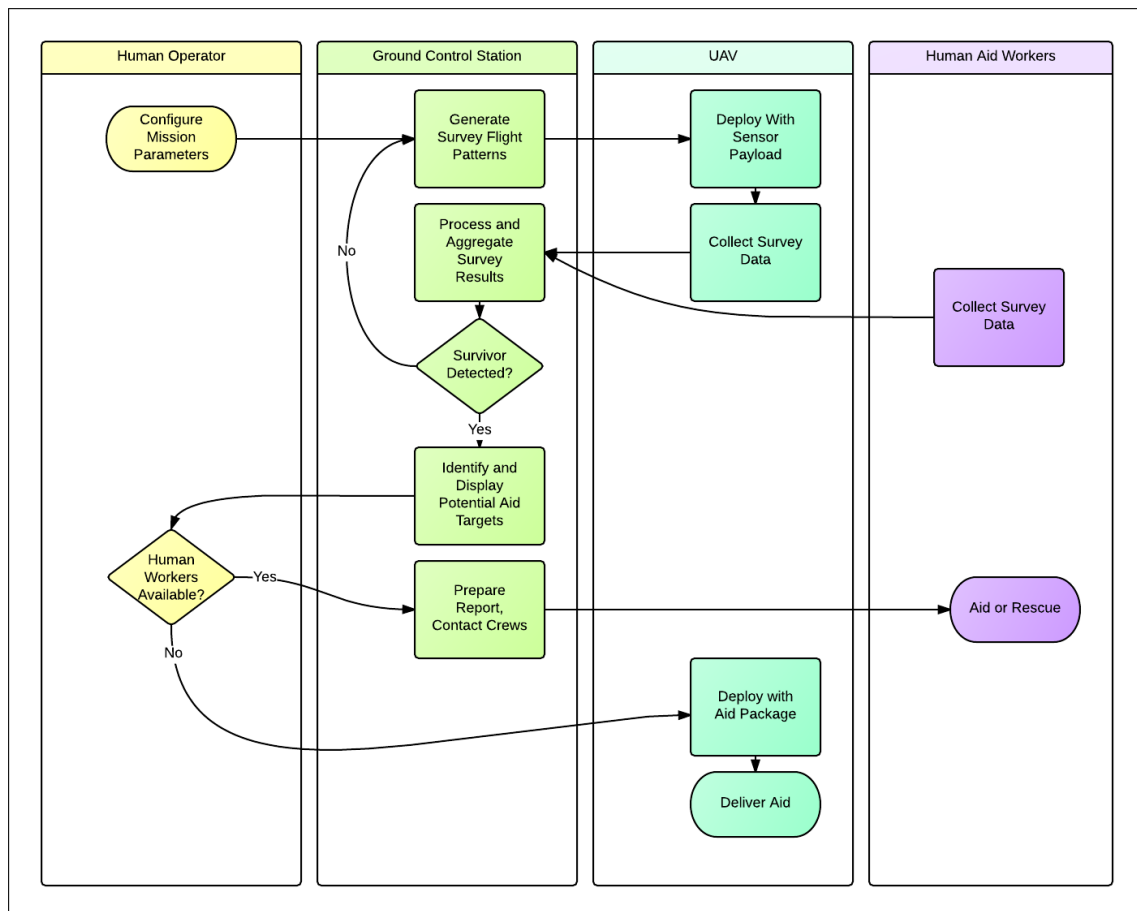 Human Operator
Ground Control Station
UAV
Human Aid Workers
Configure
Mission
Parameters
Generate
Survey Flight
Patterns
Deploy With
Sensor
Payload
Process and
Aggregate
Survey
Results
Collect Survey
Data
No
Collect Survey
Data
Survivor
Detected?
Yes
Identify and
Display
Potential Aid
Targets
Human
Workers
Available?
Yes
Prepare
Report,
Contact Crews
Aid or Rescue
No
Deploy with
Aid Package
Deliver Aid